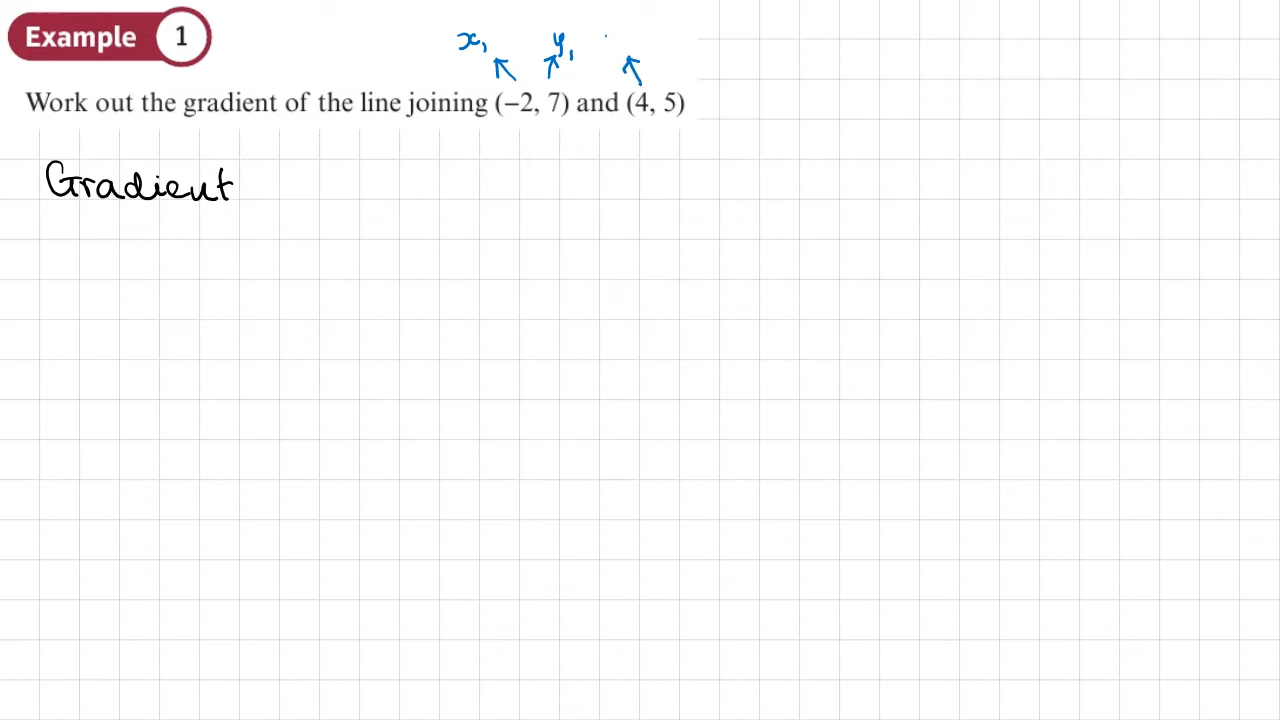 Example 1
x₁ y₁
Work out the gradient of the line joining (−2, 7) and (4, 5)
Gradient